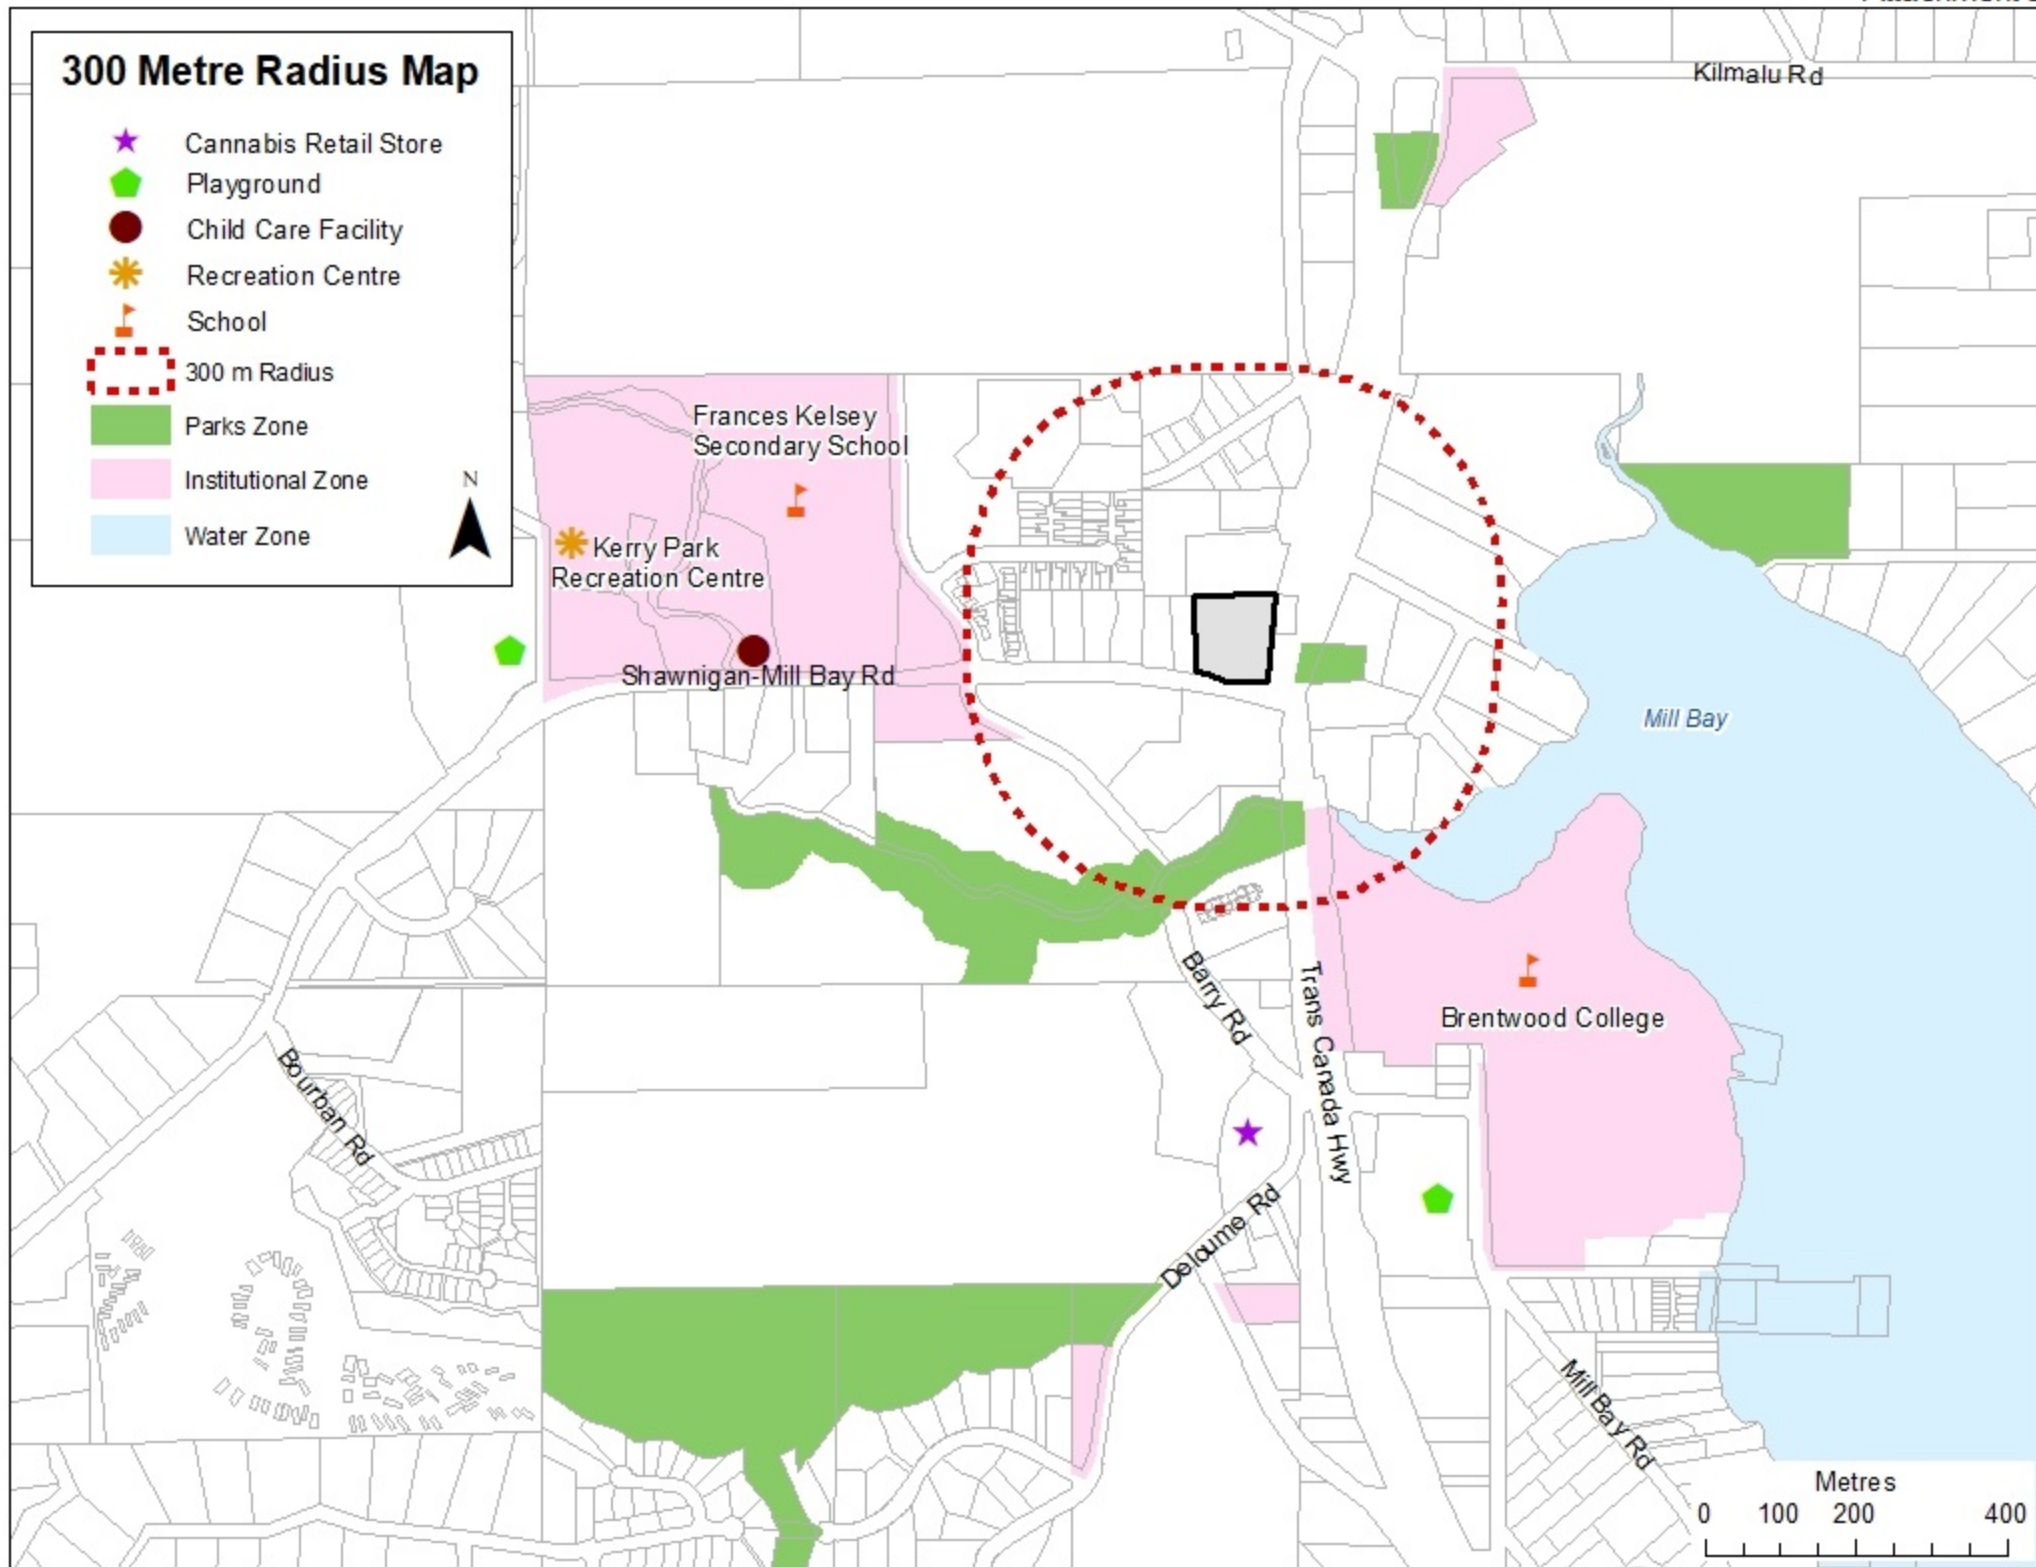 300 Metre Radius Map
Cannabis Retail Store
Playground
Child Care Facility
Recreation Centre
School
300 m Radius
Parks Zone
Institutional Zone
Water Zone
N
Kilmalu Rd
Frances Kelsey
Secondary School
Kerry Park
Recreation Centre
Shawnigan-Mill Bay Rd
Mill Bay
Barry Rd
Trans Canada Hwy
Brentwood College
Bourban Rd
Deloume Rd
Mill Bay Rd
Metres
0 100 200 400